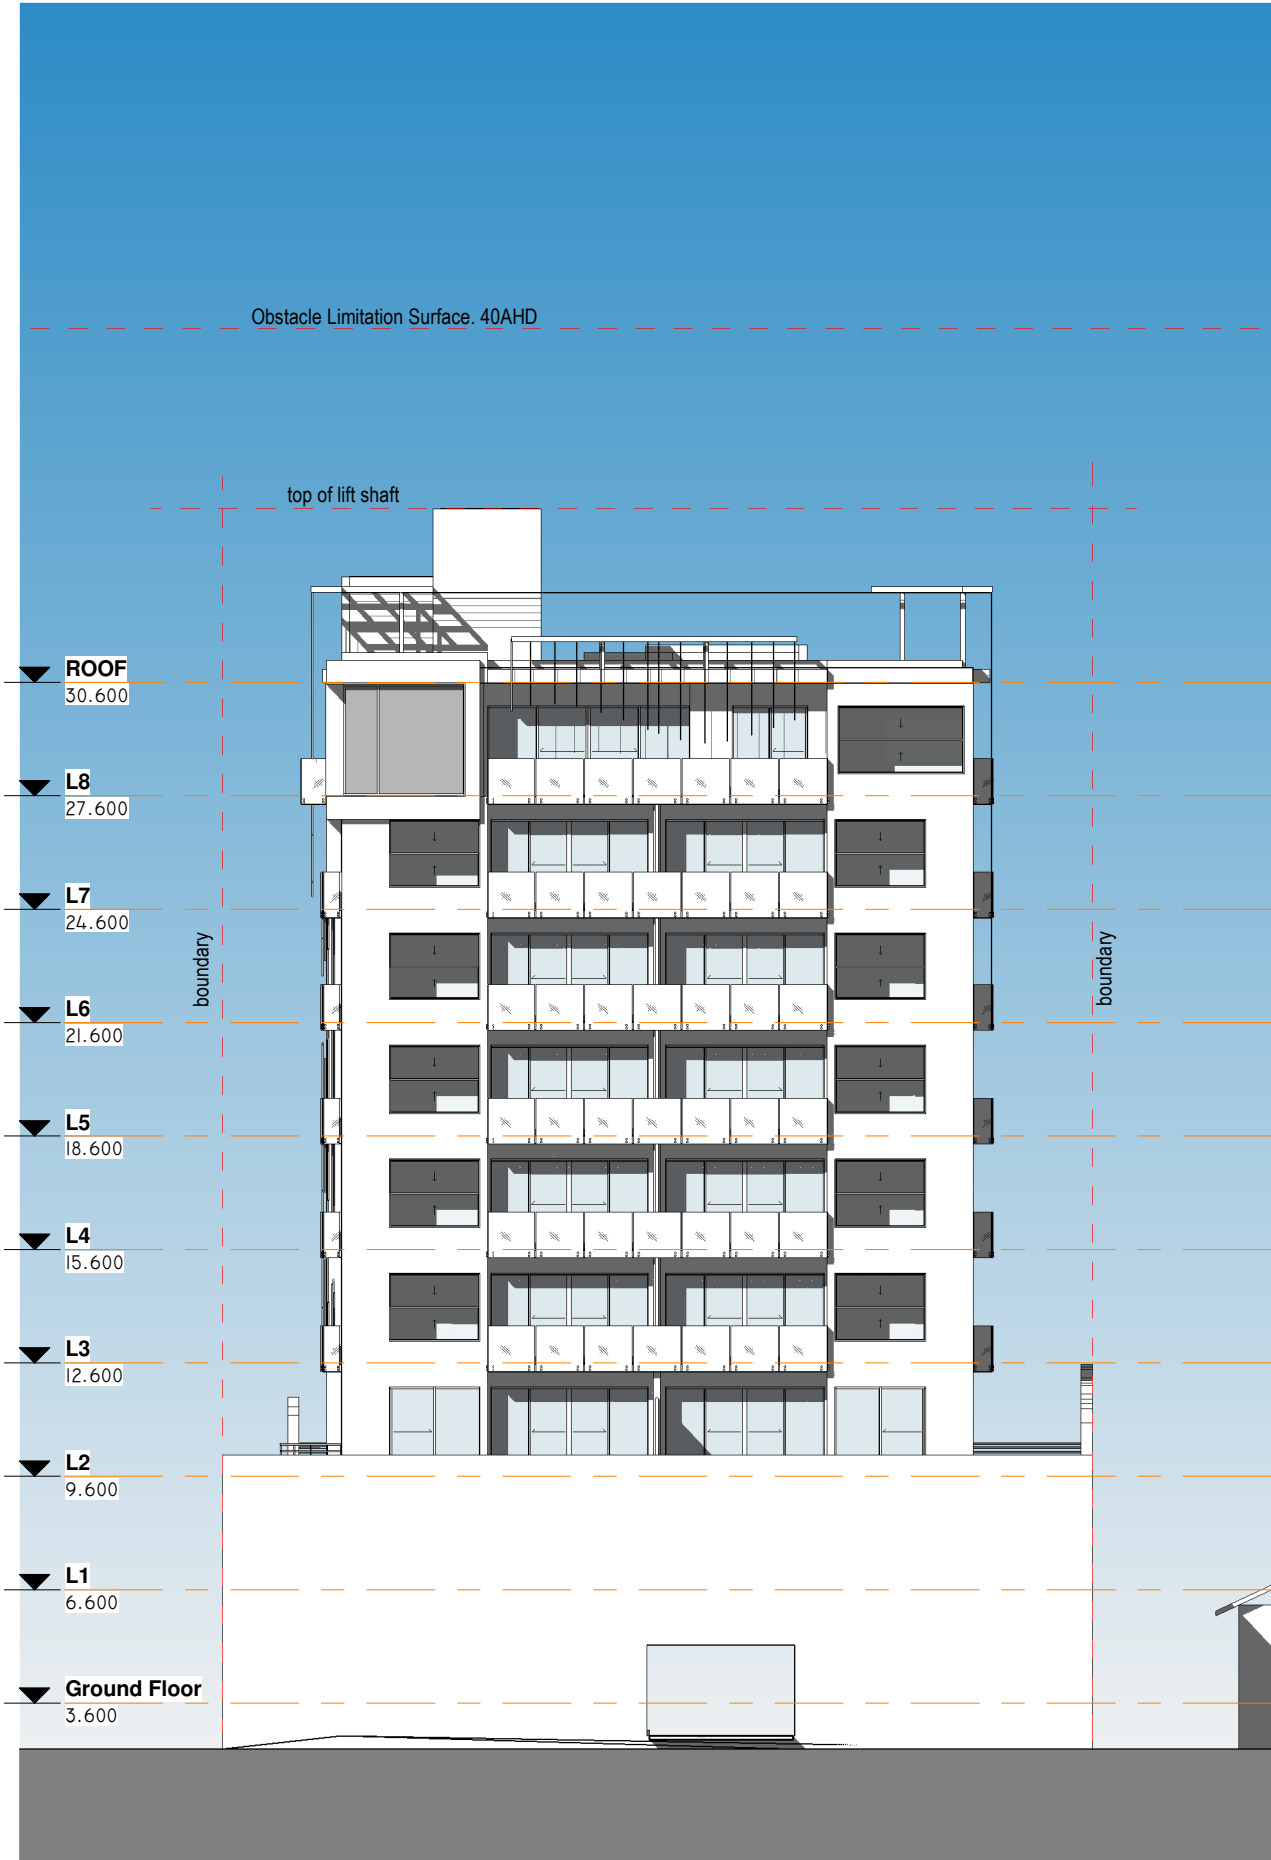 Obstacle Limitation Surface. 40AHD
top of lift shaft
ROOF
30.600
L8
27.600
L7
24.600
boundary
boundary
L6
21.600
L5
18.600
L4
15.600
L3
12.600
L2
9.600
L1
6.600
Ground Floor
3.600